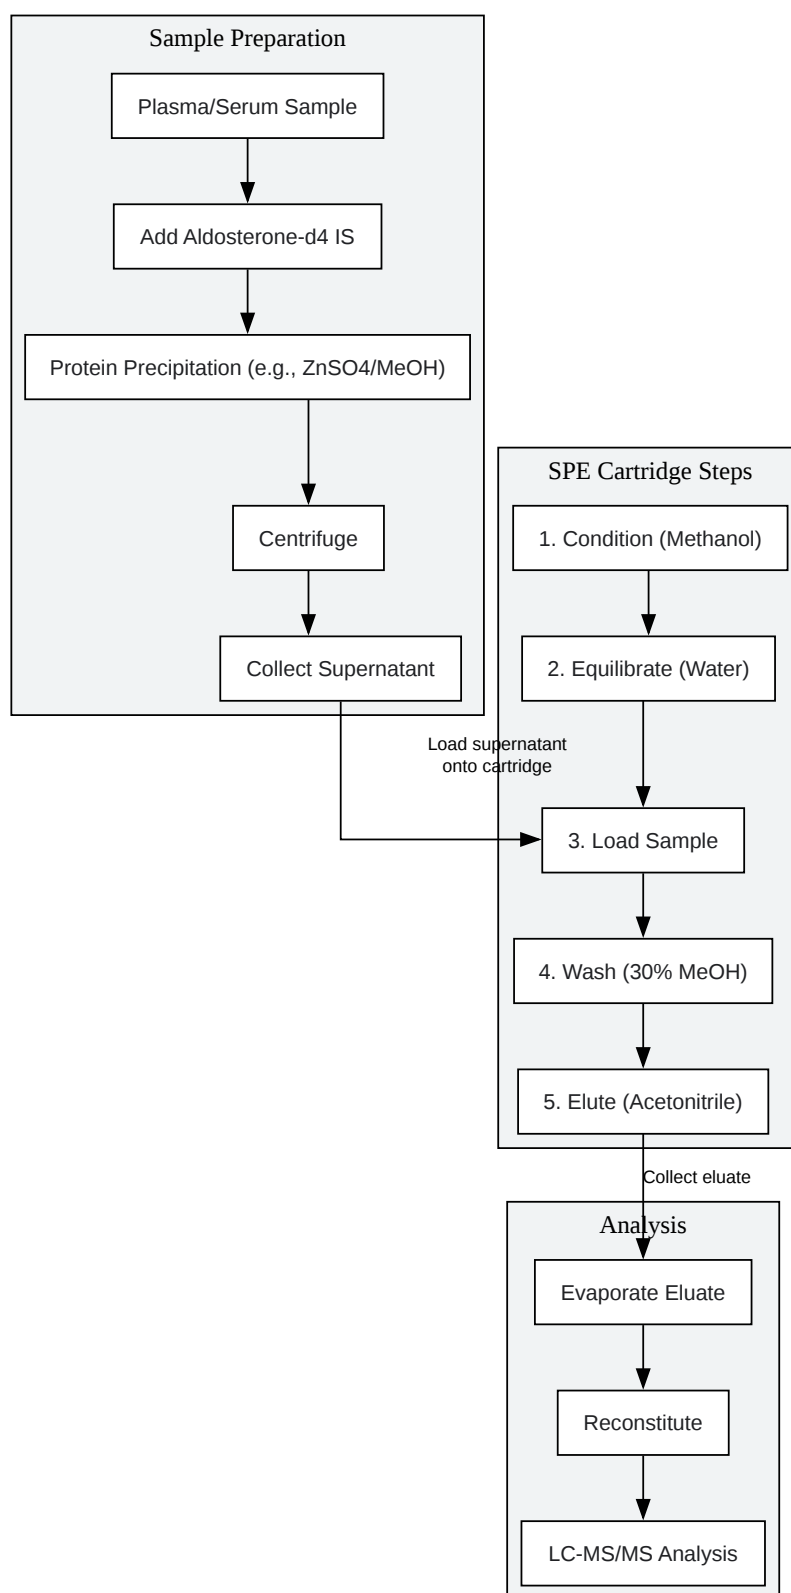 Sample Preparation
Plasma/Serum Sample
Add Aldosterone-d4 IS
Protein Precipitation (e.g., ZnSO4/MeOH)
Centrifuge
Collect Supernatant
Load supernatant
onto cartridge
SPE Cartridge Steps
1. Condition (Methanol)
2. Equilibrate (Water)
3. Load Sample
4. Wash (30% MeOH)
5. Elute (Acetonitrile)
Collect eluate
Analysis
Evaporate Eluate
Reconstitute
LC-MS/MS Analysis